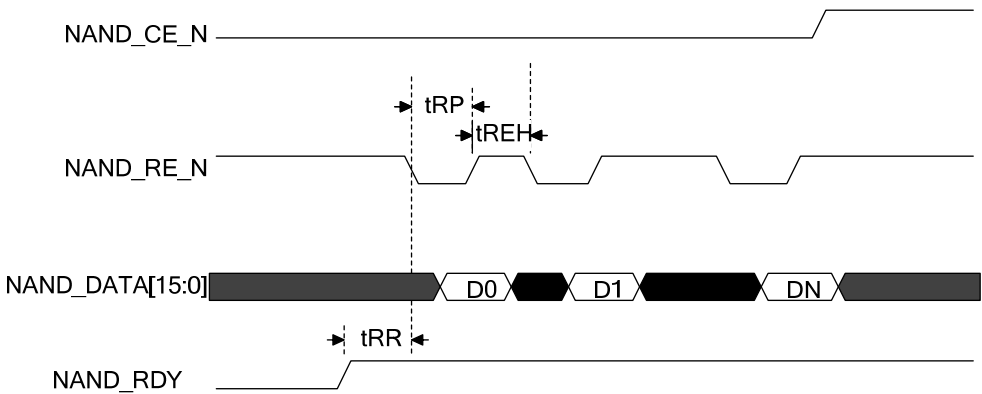 NAND_CE_N
tRP
tREH
NAND_RE_N
NAND_DATA[15:0]
D0
D1
DN
tRR
NAND_RDY